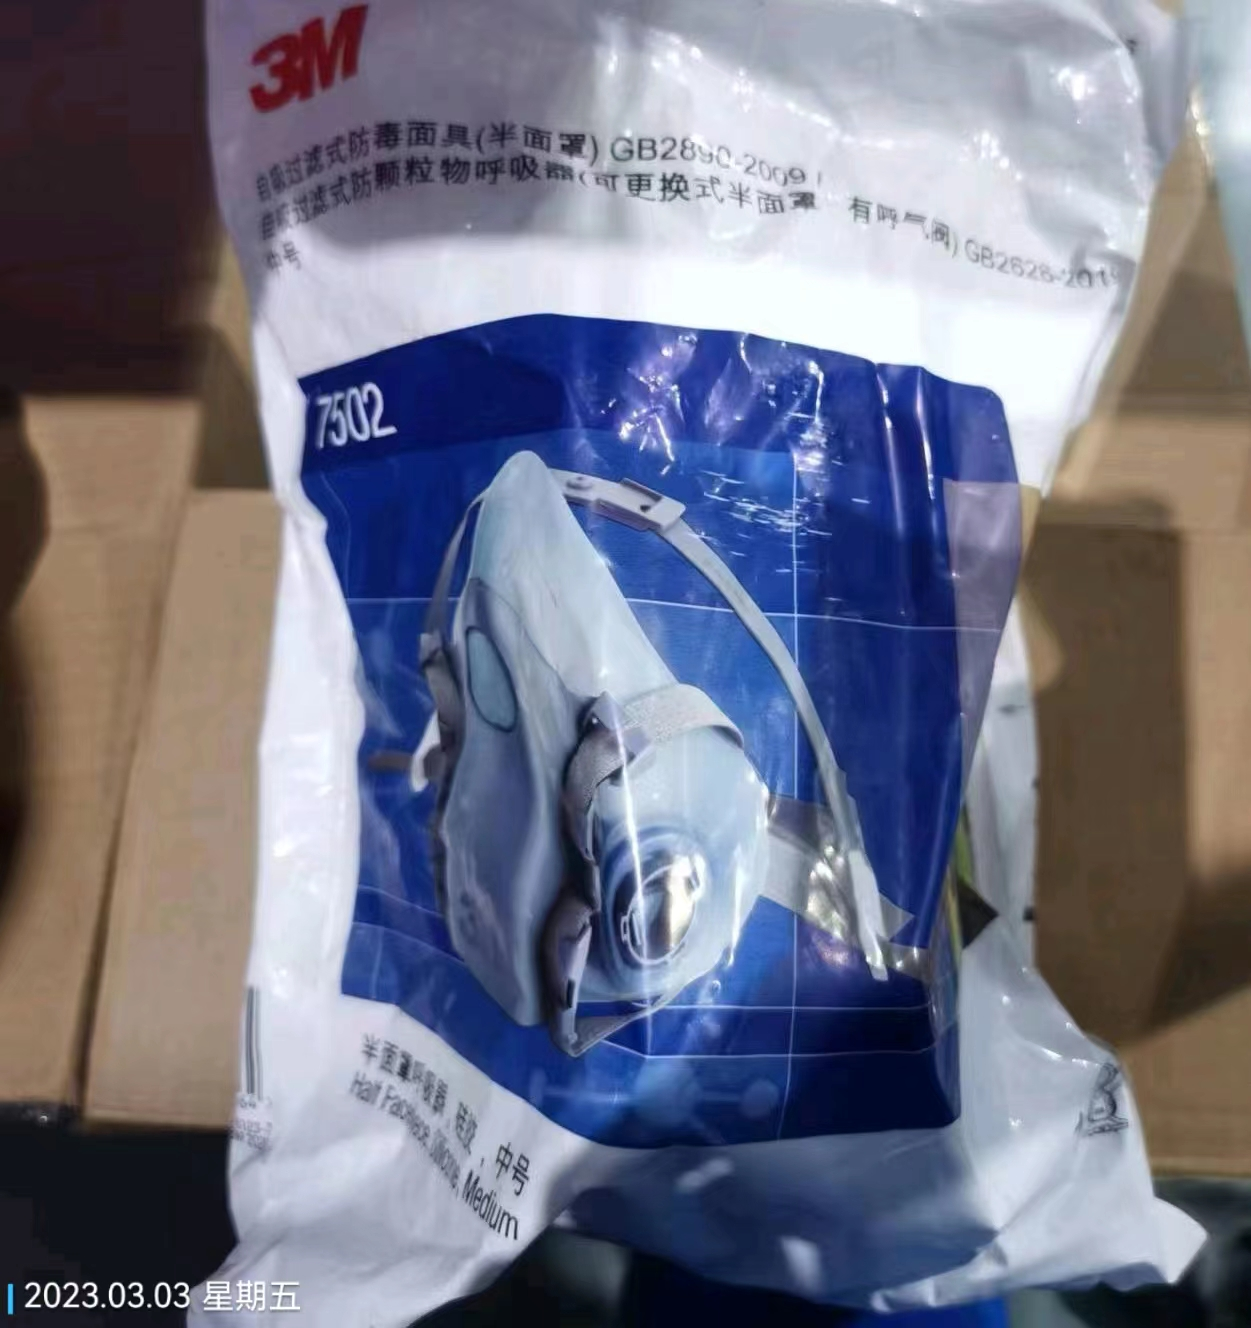 3M
自吸过滤式防毒面具(半面罩) GB2890-2009
自吸过滤式防颗粒物呼吸器(可更换式半面罩 有呼气阀) GB2626-2019
中号
7502
半面罩呼吸器,硅胶,中号
Half Facepiece,Silicone,Medium
2023.03.03 星期五